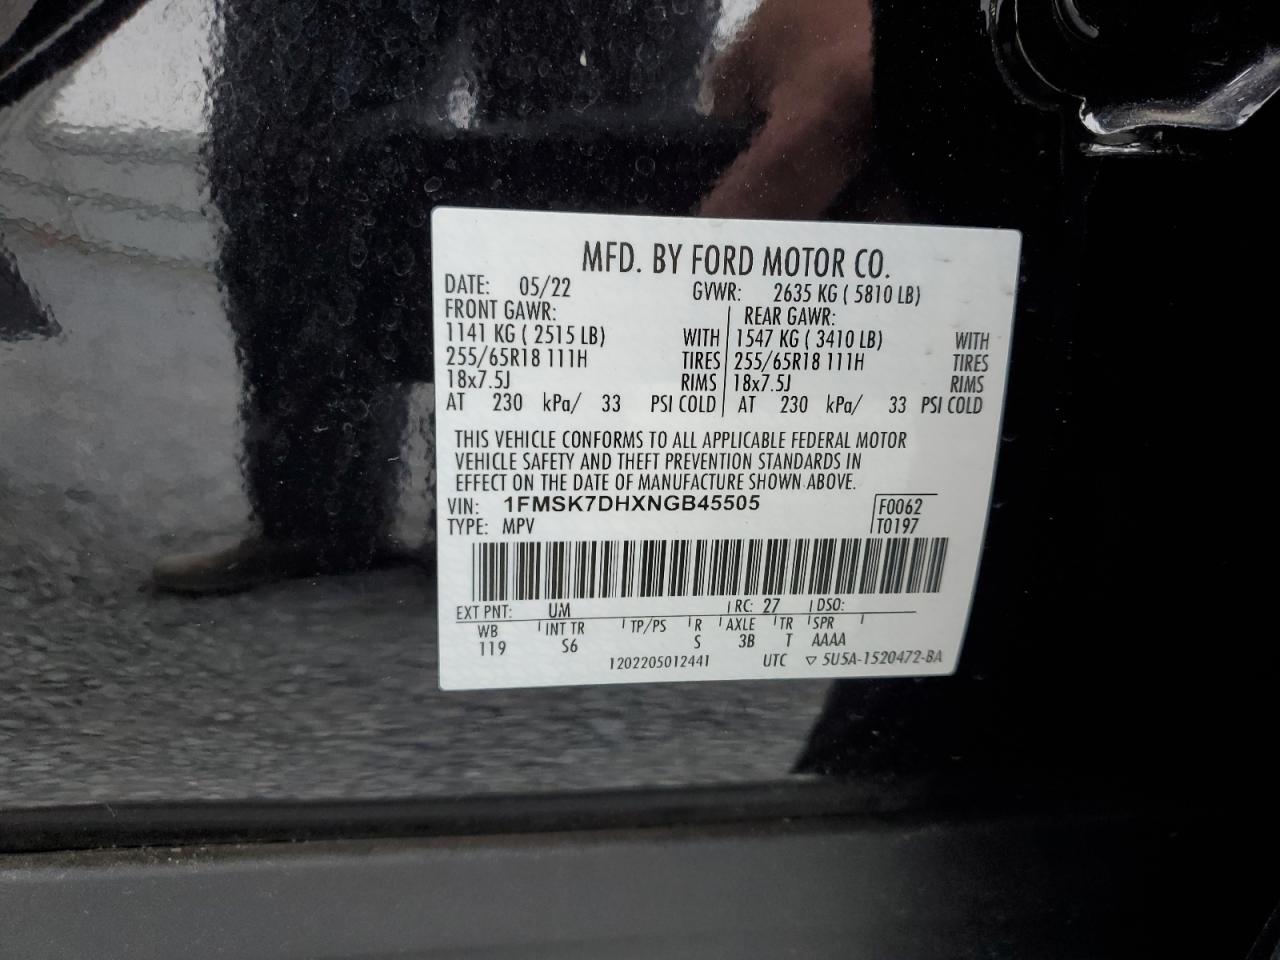 MFD. BY FORD MOTOR CO.
DATE: 05/22 GVWR: 2635 KG ( 5810 LB)
FRONT GAWR: REAR GAWR:
1141 KG ( 2515 LB) WITH 1547 KG ( 3410 LB) WITH
255/65R18 111H TIRES 255/65R18 111H TIRES
18x7.5J RIMS 18x7.5J RIMS
AT 230 kPa/ 33 PSI COLD AT 230 kPa/ 33 PSI COLD
THIS VEHICLE CONFORMS TO ALL APPLICABLE FEDERAL MOTOR
VEHICLE SAFETY AND THEFT PREVENTION STANDARDS IN
EFFECT ON THE DATE OF MANUFACTURE SHOWN ABOVE.
VIN: 1FMSK7DHXNGB45505 F0062
TYPE: MPV T0197
EXT PNT: UM RC: 27 DSO:
WB INT TR TP/PS R AXLE TR SPR
119 S6 S 3B T AAAA
1202205012441 UTC ▽ 5U5A-1520472-BA